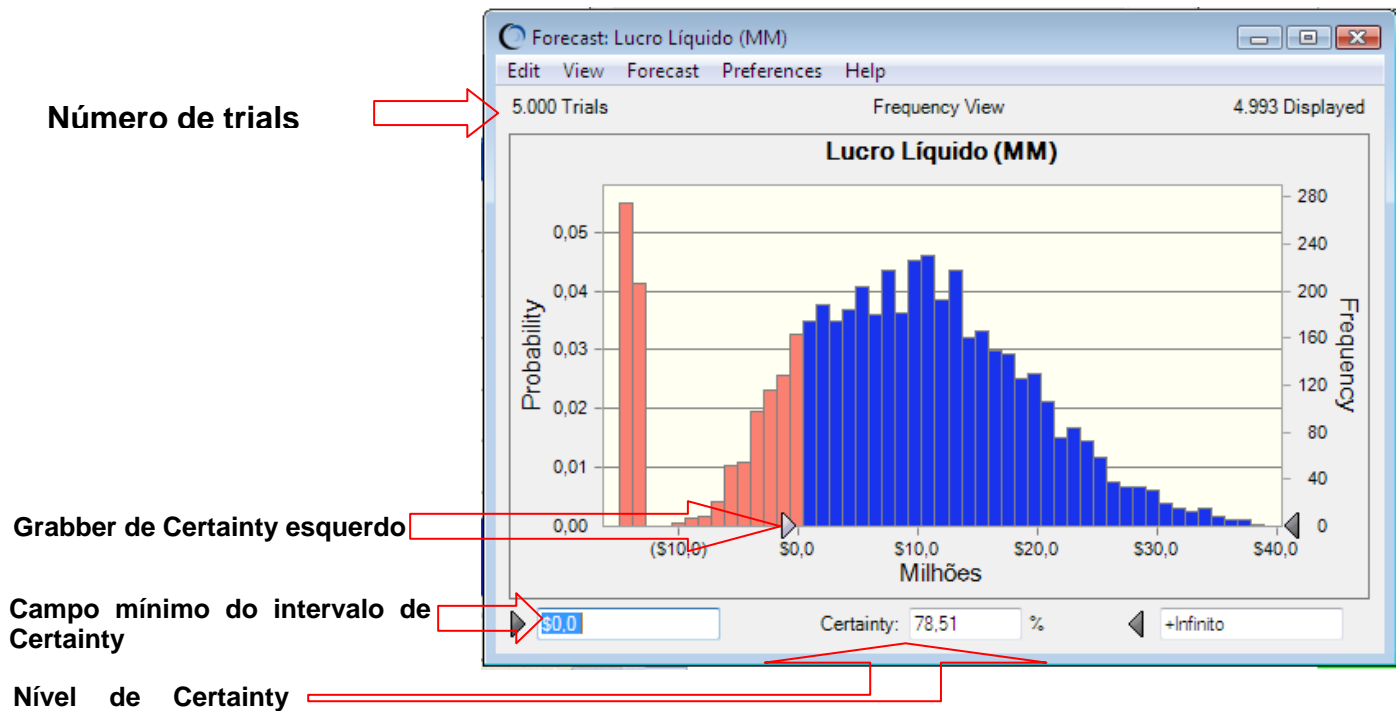 Forecast: Lucro Líquido (MM)
Edit View Forecast Preferences Help
Número de trials
5.000 Trials Frequency View 4.993 Displayed
Lucro Líquido (MM)
Probability
0,05
0,04
0,03
0,02
0,01
0,00
280
240
200
160
120
80
40
0
Frequency
Grabber de Certainty esquerdo
($10,0) $0,0 $10,0 $20,0 $30,0 $40,0
Milhões
Campo mínimo do intervalo de
Certainty
$0,0 Certainty: 78,51 % +Infinito
Nível de Certainty